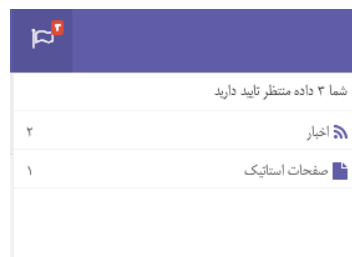 ۳
شما ۳ داده منتظر تایید دارید
اخبار ۲
صفحات استاتیک ۱